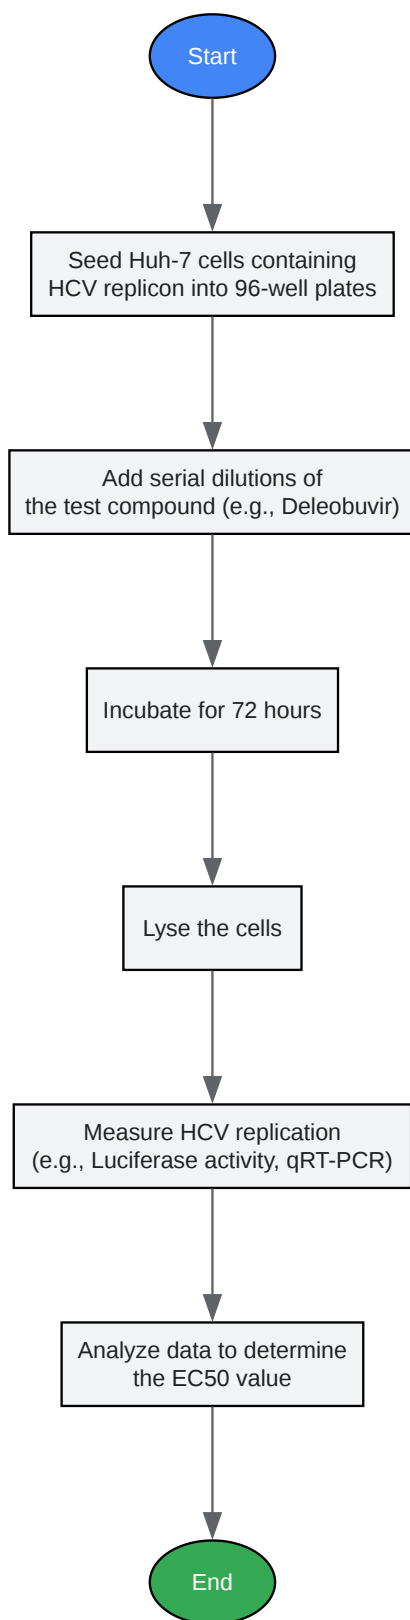 Start
Seed Huh-7 cells containing
HCV replicon into 96-well plates
Add serial dilutions of
the test compound (e.g., Deleobuvir)
Incubate for 72 hours
Lyse the cells
Measure HCV replication
(e.g., Luciferase activity, qRT-PCR)
Analyze data to determine
the EC50 value
End